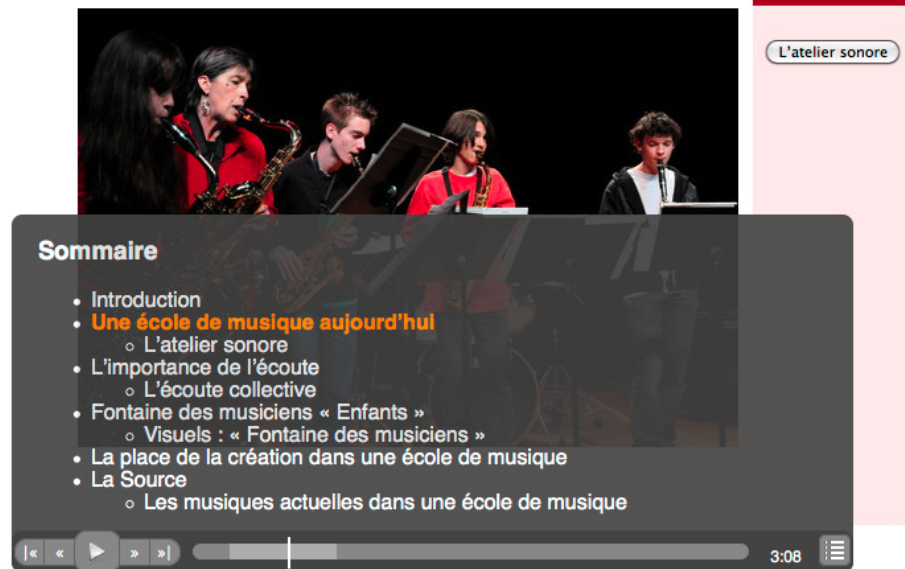 L'atelier sonore
Sommaire
Introduction
Une école de musique aujourd'hui
L'atelier sonore
L'importance de l'écoute
L'écoute collective
Fontaine des musiciens « Enfants »
Visuels : « Fontaine des musiciens »
La place de la création dans une école de musique
La Source
Les musiques actuelles dans une école de musique
|« « » »| 3:08